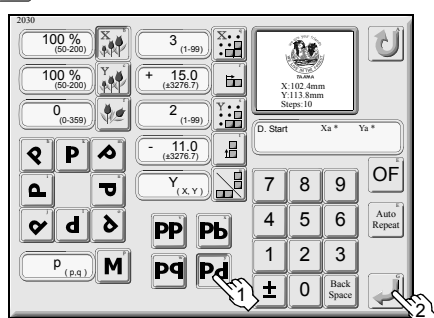 2030
100 %
(50-200)
X
3
(1-99)
X
100 %
(50-200)
Y
+ 15.0
(±3276.7)
TAJIMA
X:102.4mm
Y:113.8mm
Steps:10
0
(0-359)
2
(1-99)
Y
D. Start Xa * Ya *
P P P
- 11.0
(±3276.7)
P P
Y
(X, Y)
7 8 9
OF
P d P
PP Pb
4 5 6
Auto
Repeat
p
(p,q)
M
Pq Pd
1 2 3
± 0
Back
Space
1
2